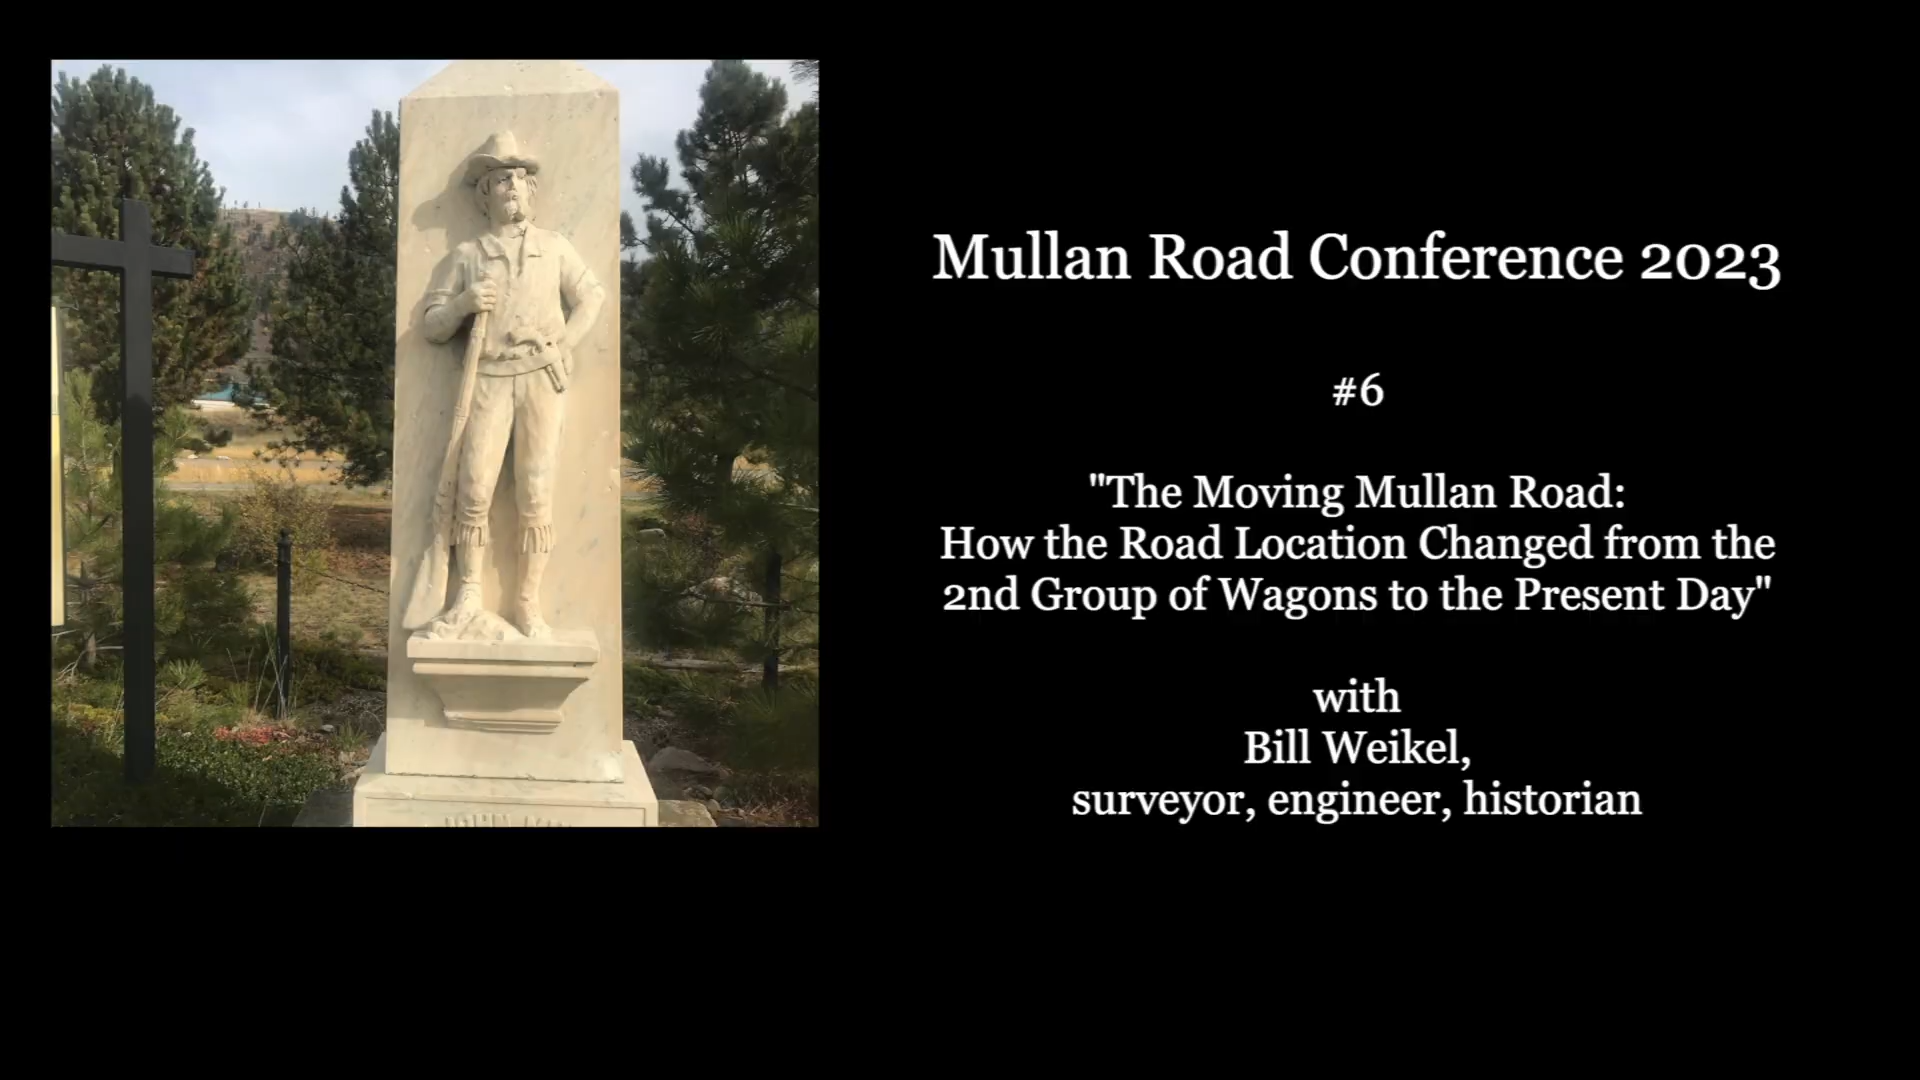 Mullan Road Conference 2023
#6
"The Moving Mullan Road:
How the Road Location Changed from the
2nd Group of Wagons to the Present Day"
with
Bill Weikel,
surveyor, engineer, historian